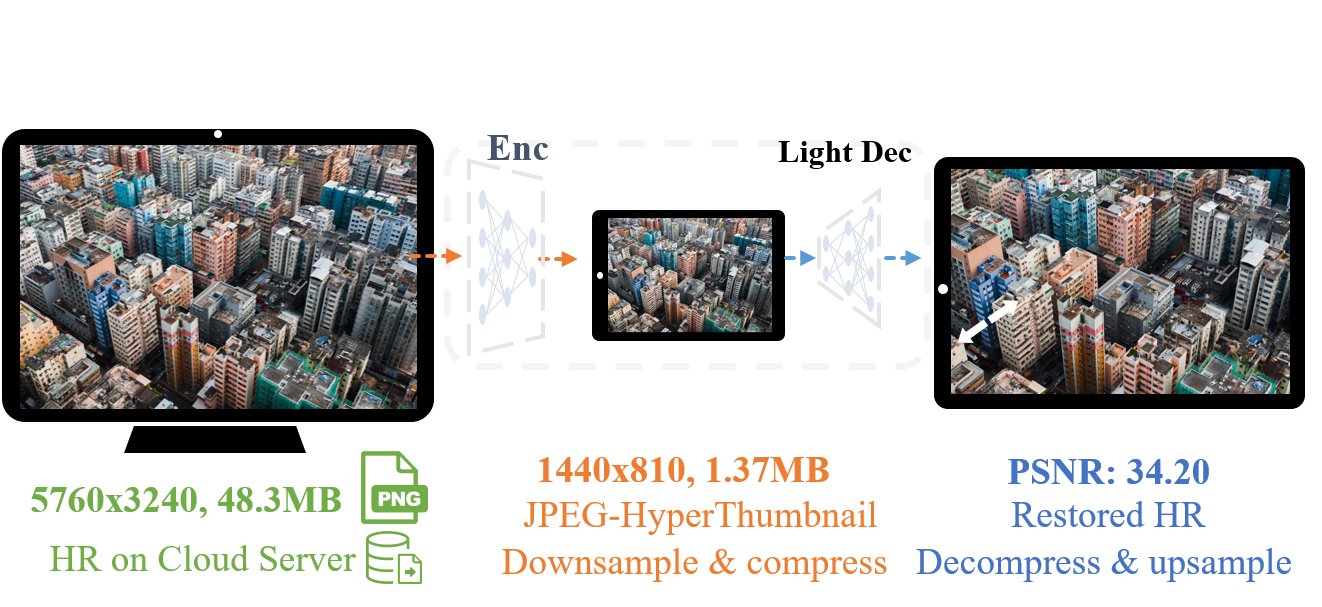 Enc
Light Dec
5760x3240, 48.3MB
PNG
HR on Cloud Server
1440x810, 1.37MB
JPEG-HyperThumbnail
Downsample & compress
PSNR: 34.20
Restored HR
Decompress & upsample